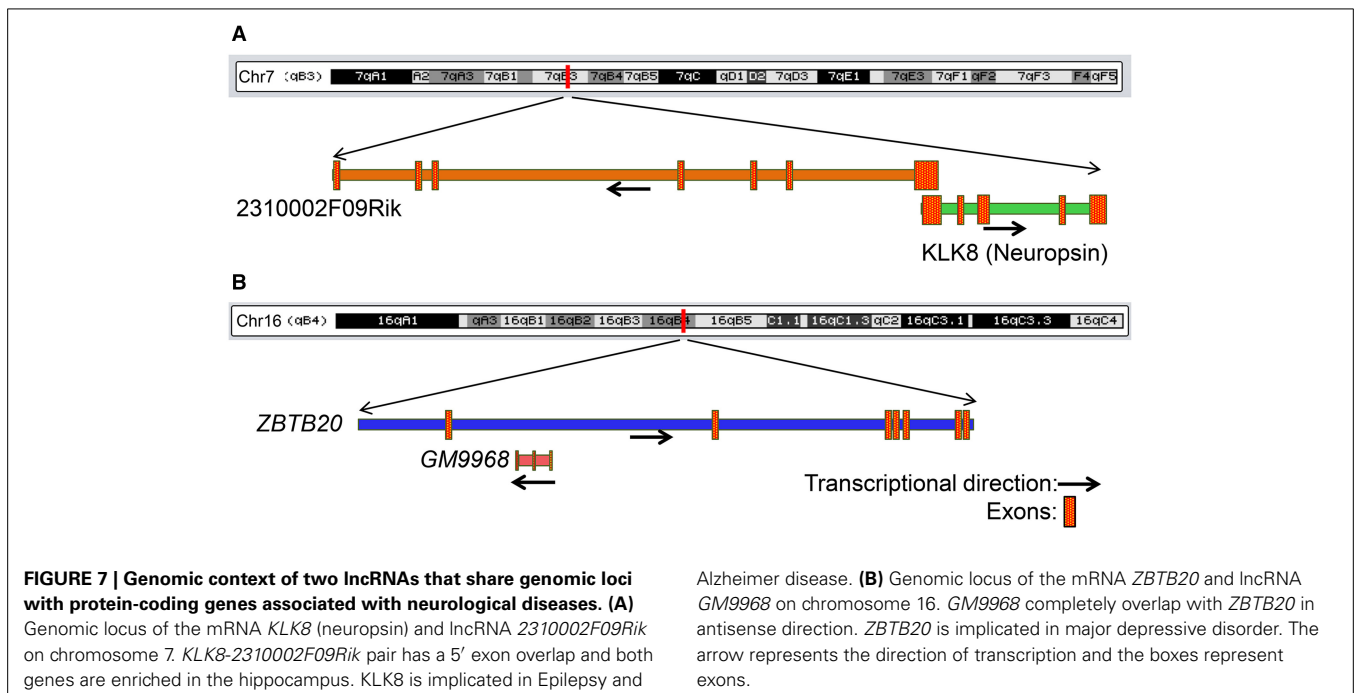 A
Chr7 (qB3) 7qA1 A2 7qA3 7qB1 7qB3 7qB4 7qB5 7qC qD1 D2 7qD3 7qE1 7qE3 7qF1 qF2 7qF3 F4 qF5
2310002F09Rik
KLK8 (Neuropsin)
B
Chr16 (qB4) 16qA1 qA3 16qB1 16qB2 16qB3 16qB4 16qB5 C1.1 16qC1.3 qC2 16qC3.1 16qC3.3 16qC4
ZBTB20
GM9968
Transcriptional direction:
Exons:
FIGURE 7 | Genomic context of two lncRNAs that share genomic loci
with protein-coding genes associated with neurological diseases. (A)
Genomic locus of the mRNA KLK8 (neuropsin) and lncRNA 2310002F09Rik
on chromosome 7. KLK8-2310002F09Rik pair has a 5′ exon overlap and both
genes are enriched in the hippocampus. KLK8 is implicated in Epilepsy and
Alzheimer disease. (B) Genomic locus of the mRNA ZBTB20 and lncRNA
GM9968 on chromosome 16. GM9968 completely overlap with ZBTB20 in
antisense direction. ZBTB20 is implicated in major depressive disorder. The
arrow represents the direction of transcription and the boxes represent
exons.